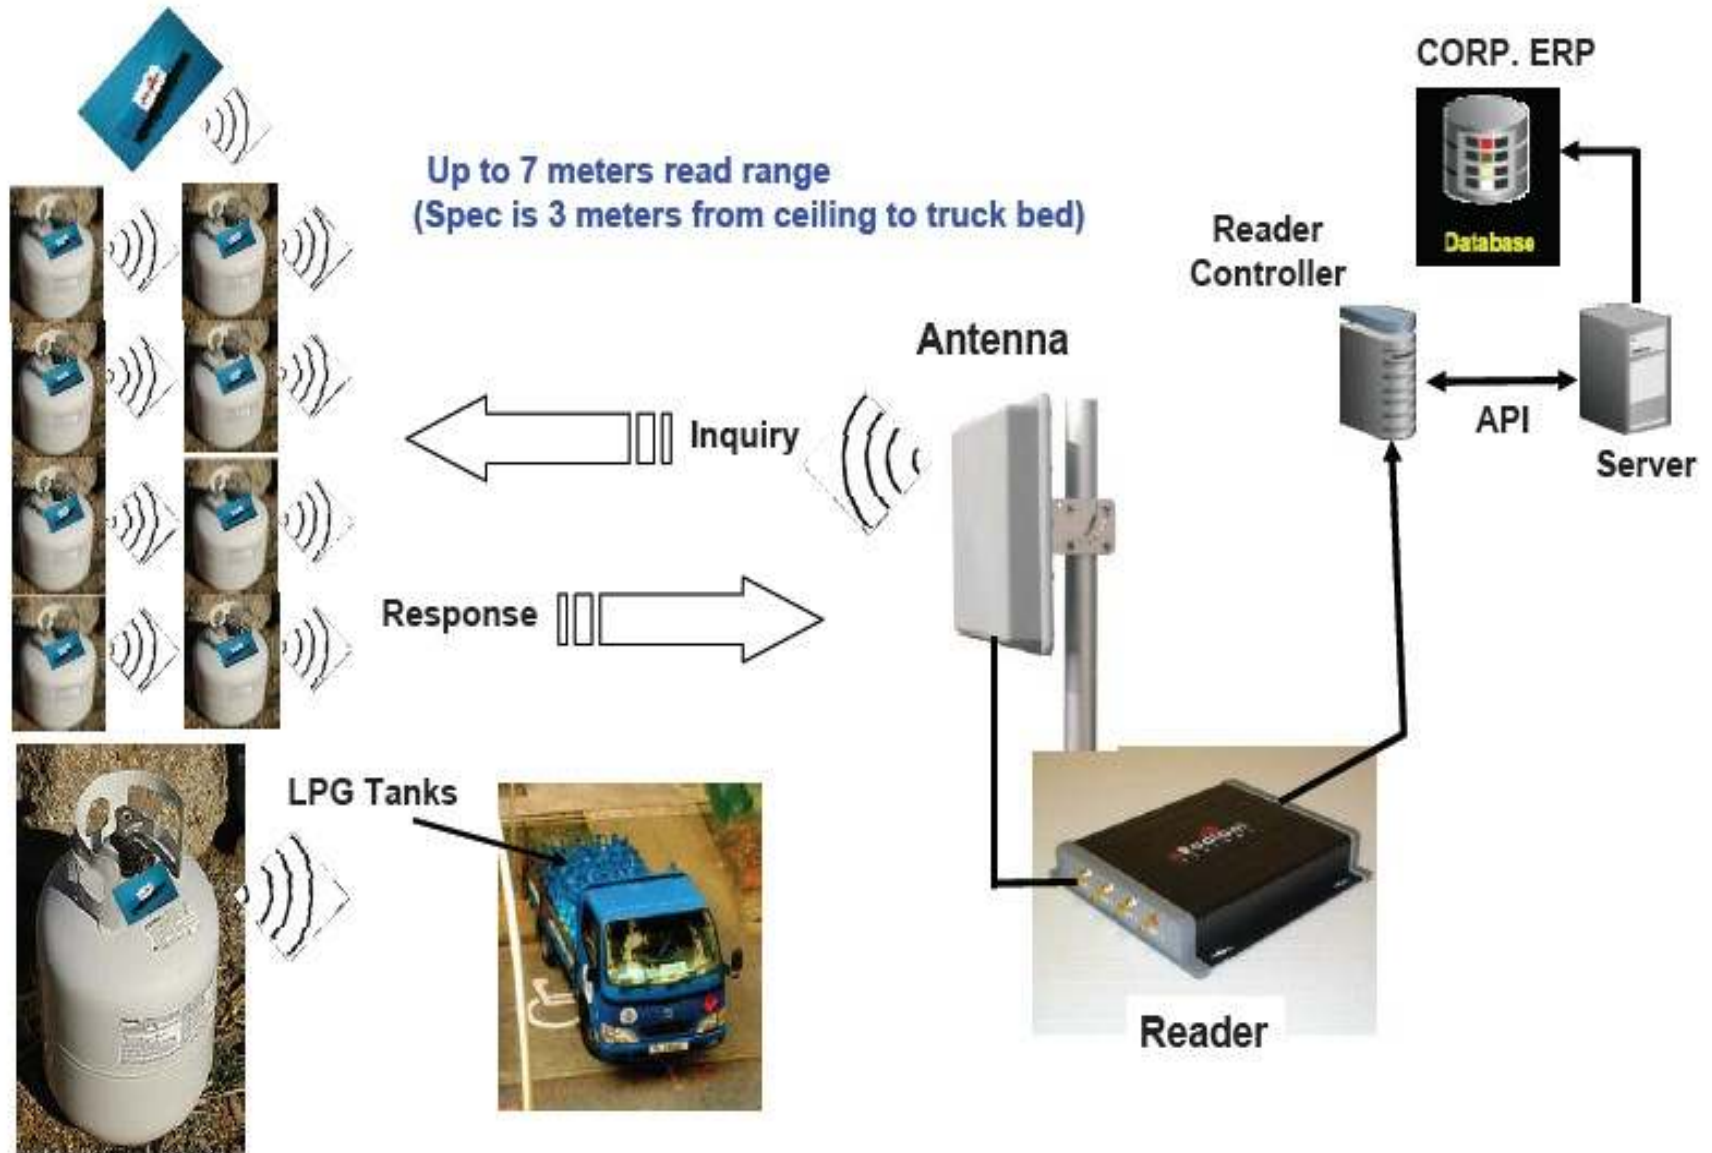 CORP. ERP
Database
Up to 7 meters read range
(Spec is 3 meters from ceiling to truck bed)
Reader
Controller
Antenna
Inquiry
API
Server
Response
LPG Tanks
Reader